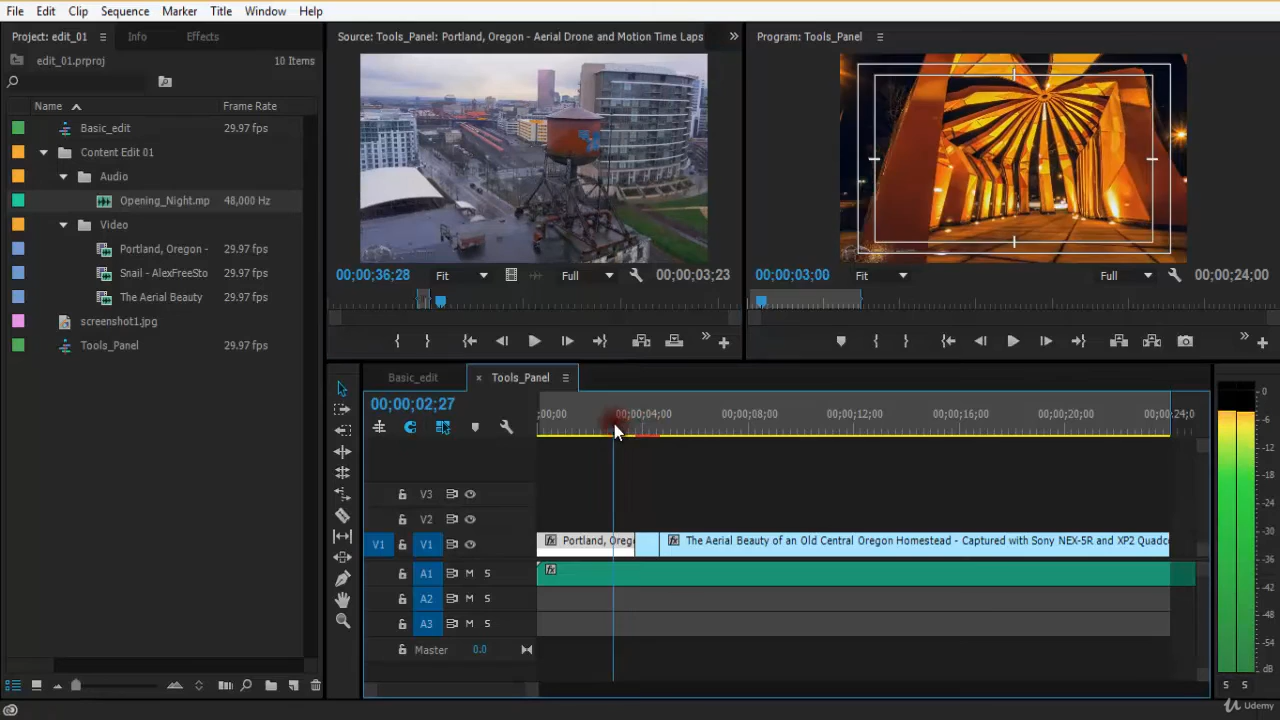 File Edit Clip Sequence Marker Title Window Help
Project: edit_01 Info Effects
Source: Tools_Panel: Portland, Oregon - Aerial Drone and Motion Time Laps
Program: Tools_Panel
edit_01.prproj 10 Items
Name Frame Rate
Basic_edit 29.97 fps
Content Edit 01
Audio
Opening_Night.mp 48,000 Hz
Video
Portland, Oregon - 29.97 fps
Snail - AlexFreeSto 29.97 fps
The Aerial Beauty 29.97 fps
screenshot1.jpg
Tools_Panel 29.97 fps
00;00;36;28 Fit Full 00;00;03;23
00;00;03;00 Fit Full 00;00;24;00
Basic_edit × Tools_Panel
00;00;02;27
;00;00 00;00;04;00 00;00;08;00 00;00;12;00 00;00;16;00 00;00;20;00 00;00;24;0
V3
V2
V1 V1 fx Portland, Oreg fx The Aerial Beauty of an Old Central Oregon Homestead - Captured with Sony NEX-5R and XP2 Quadc
A1 M S fx
A2 M S
A3 M S
Master 0.0
0
-6
-12
-18
-24
-30
-36
-42
-48
-54
dB
S S
Udemy